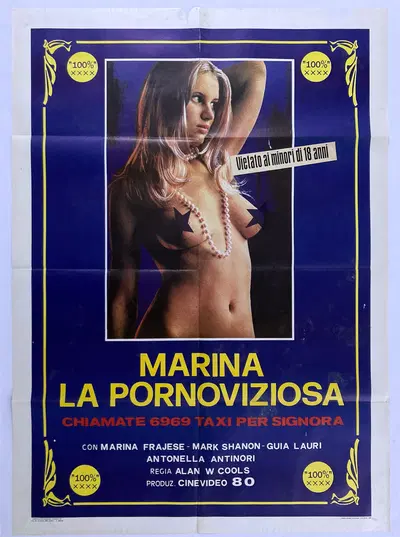 "100%"
XXXX
"100%"
XXXX
Vietato ai minori di 18 anni
MARINA
LA PORNOVIZIOSA
CHIAMATE 6969 TAXI PER SIGNORA
CON MARINA FRAJESE - MARK SHANON - GUIA LAURI
ANTONELLA ANTINORI
REGIA ALAN W COOLS
PRODUZ. CINEVIDEO 80
"100%"
XXXX
"100%"
XXXX